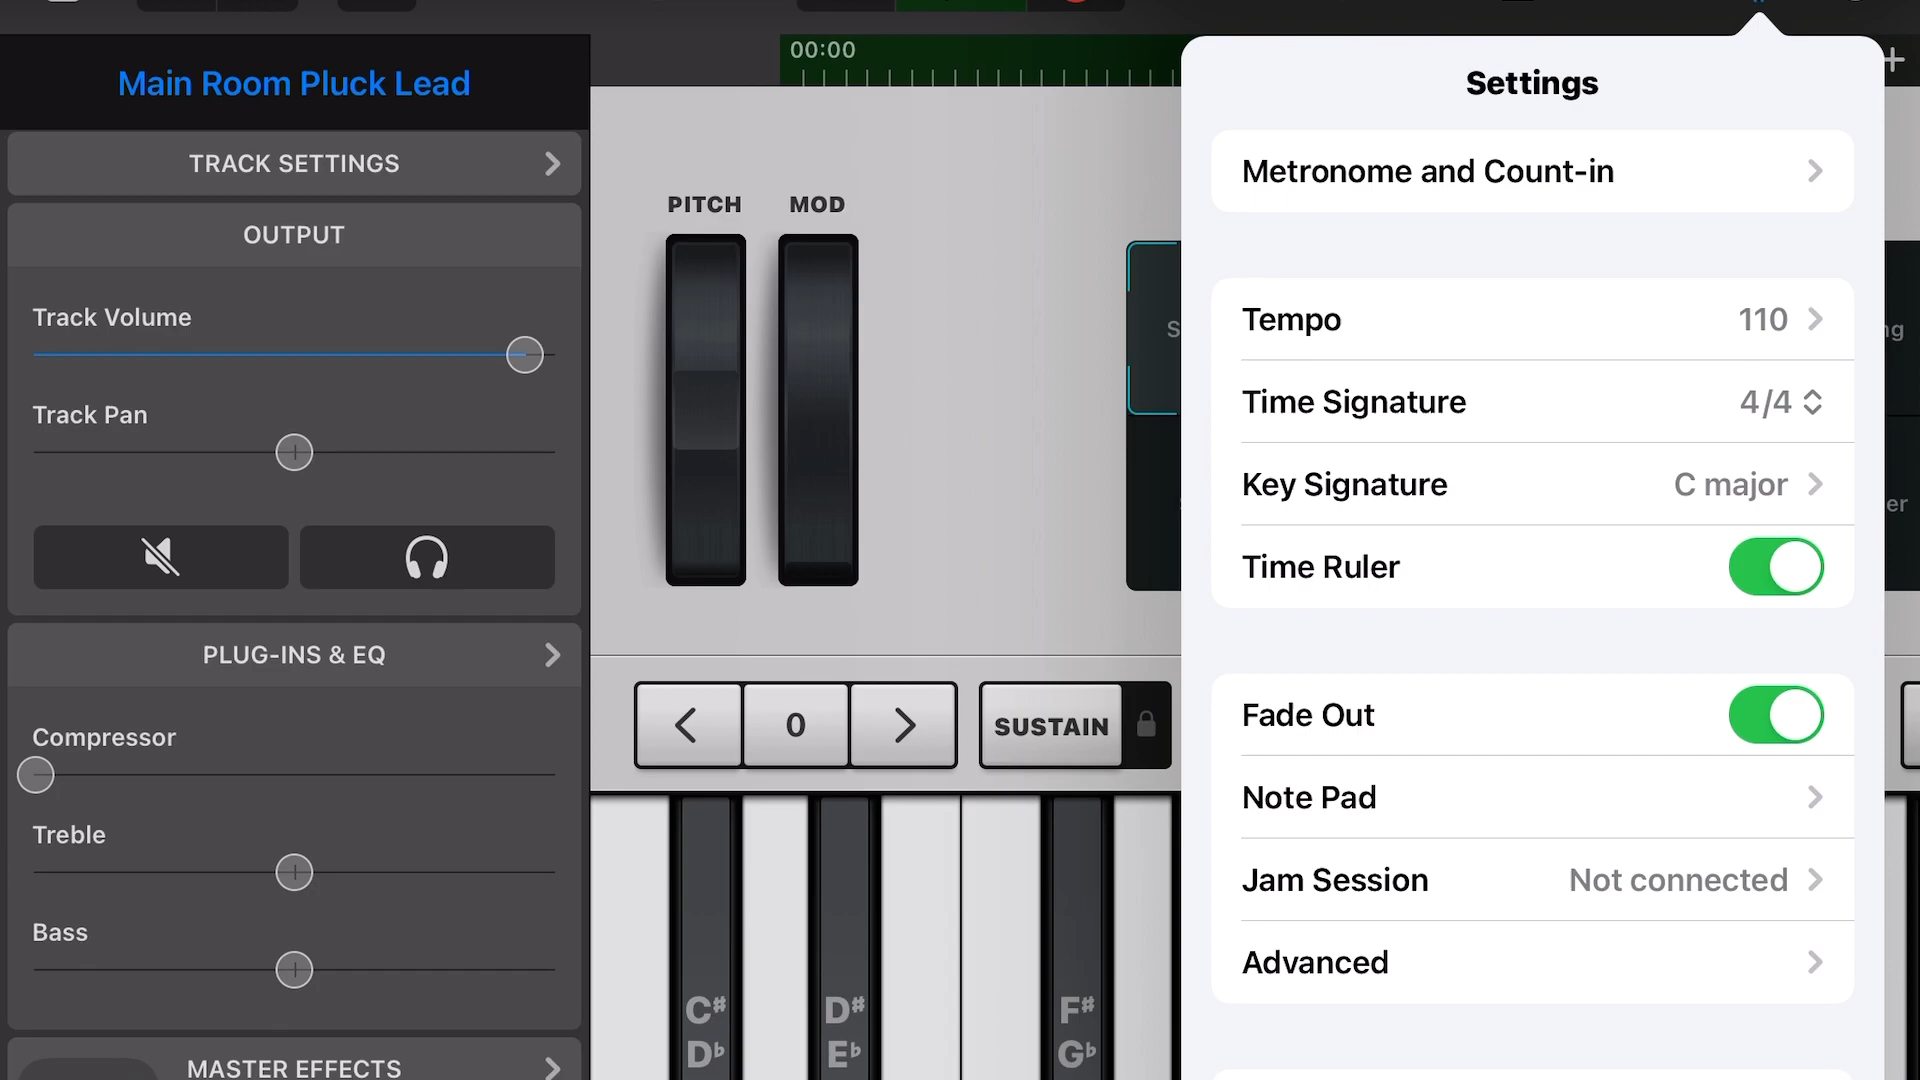 00:00
Main Room Pluck Lead
TRACK SETTINGS
OUTPUT
Track Volume
Track Pan
PLUG-INS & EQ
Compressor
Treble
Bass
MASTER EFFECTS
PITCH MOD
0
SUSTAIN
C♯ D♯ F♯
D♭ E♭ G♭
Settings
Metronome and Count-in
Tempo 110
Time Signature 4/4
Key Signature C major
Time Ruler
Fade Out
Note Pad
Jam Session Not connected
Advanced